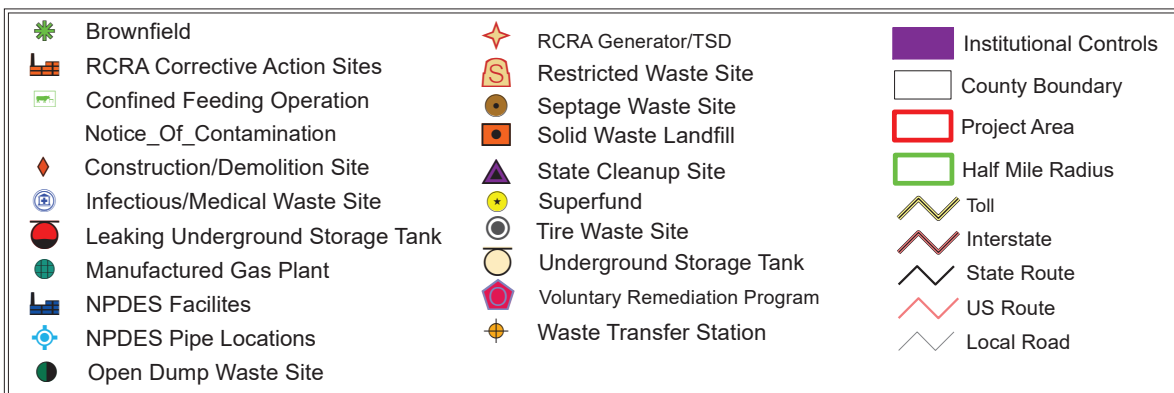 Brownfield
RCRA Corrective Action Sites
Confined Feeding Operation
Notice_Of_Contamination
Construction/Demolition Site
Infectious/Medical Waste Site
Leaking Underground Storage Tank
Manufactured Gas Plant
NPDES Facilites
NPDES Pipe Locations
Open Dump Waste Site
RCRA Generator/TSD
S Restricted Waste Site
Septage Waste Site
Solid Waste Landfill
State Cleanup Site
Superfund
Tire Waste Site
Underground Storage Tank
Voluntary Remediation Program
Waste Transfer Station
Institutional Controls
County Boundary
Project Area
Half Mile Radius
Toll
Interstate
State Route
US Route
Local Road